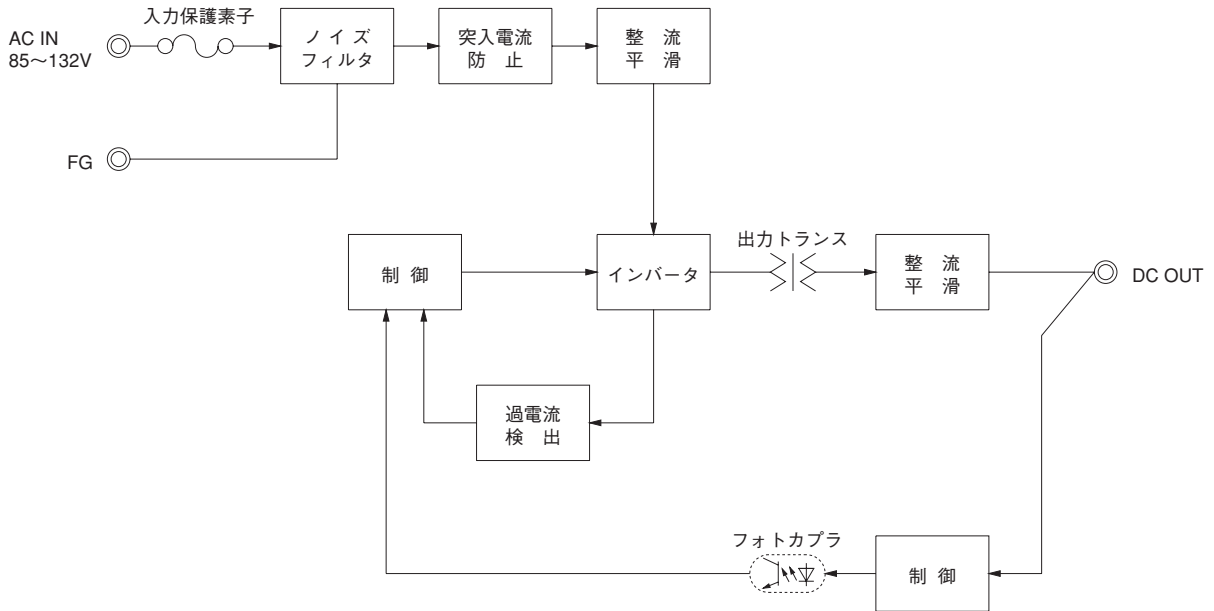 入力保護素子
AC IN
85〜132V
ノイズ
フィルタ
突入電流
防 止
整 流
平 滑
FG
制 御
インバータ
出力トランス
整 流
平 滑
DC OUT
過電流
検 出
フォトカプラ
制 御